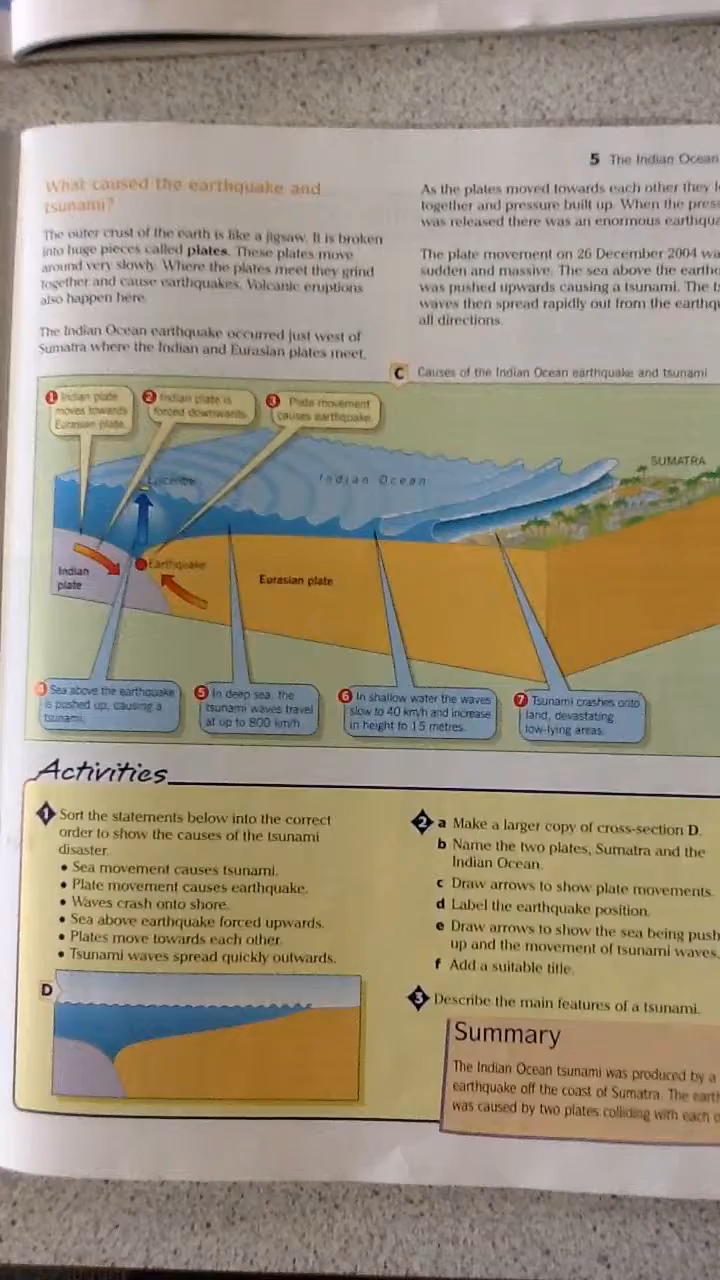 5 The Indian Ocean
What caused the earthquake and
tsunami?
The outer crust of the earth is like a jigsaw. It is broken
into huge pieces called plates. These plates move
around very slowly. Where the plates meet they grind
together and cause earthquakes. Volcanic eruptions
also happen here.
The Indian Ocean earthquake occurred just west of
Sumatra where the Indian and Eurasian plates meet.
As the plates moved towards each other they
together and pressure built up. When the
was released there was an enormous
The plate movement on 26 December 2004
sudden and massive. The sea above the
was pushed upwards causing a tsunami. The
waves then spread rapidly out from the
all directions.
C Causes of the Indian Ocean earthquake and tsunami
1 Indian plate
moves towards
Eurasian plate.
2 Indian plate is
forced downwards.
3 Plate movement
causes earthquake.
Epicentre
Indian Ocean
SUMATRA
Earthquake
Indian
plate
Eurasian plate
4 Sea above the earthquake
is pushed up, causing a
tsunami.
5 In deep sea, the
tsunami waves travel
at up to 800 km/h.
6 In shallow water the waves
slow to 40 km/h and increase
in height to 15 metres.
7 Tsunami crashes onto
land, devastating
low-lying areas.
Activities
1 Sort the statements below into the correct
order to show the causes of the tsunami
disaster.
• Sea movement causes tsunami.
• Plate movement causes earthquake.
• Waves crash onto shore.
• Sea above earthquake forced upwards.
• Plates move towards each other.
• Tsunami waves spread quickly outwards.
D
2 a Make a larger copy of cross-section D.
b Name the two plates, Sumatra and the
Indian Ocean.
c Draw arrows to show plate movements.
d Label the earthquake position.
e Draw arrows to show the sea being push
up and the movement of tsunami waves.
f Add a suitable title.
3 Describe the main features of a tsunami.
Summary
The Indian Ocean tsunami was produced by a
earthquake off the coast of Sumatra. The
was caused by two plates colliding with each